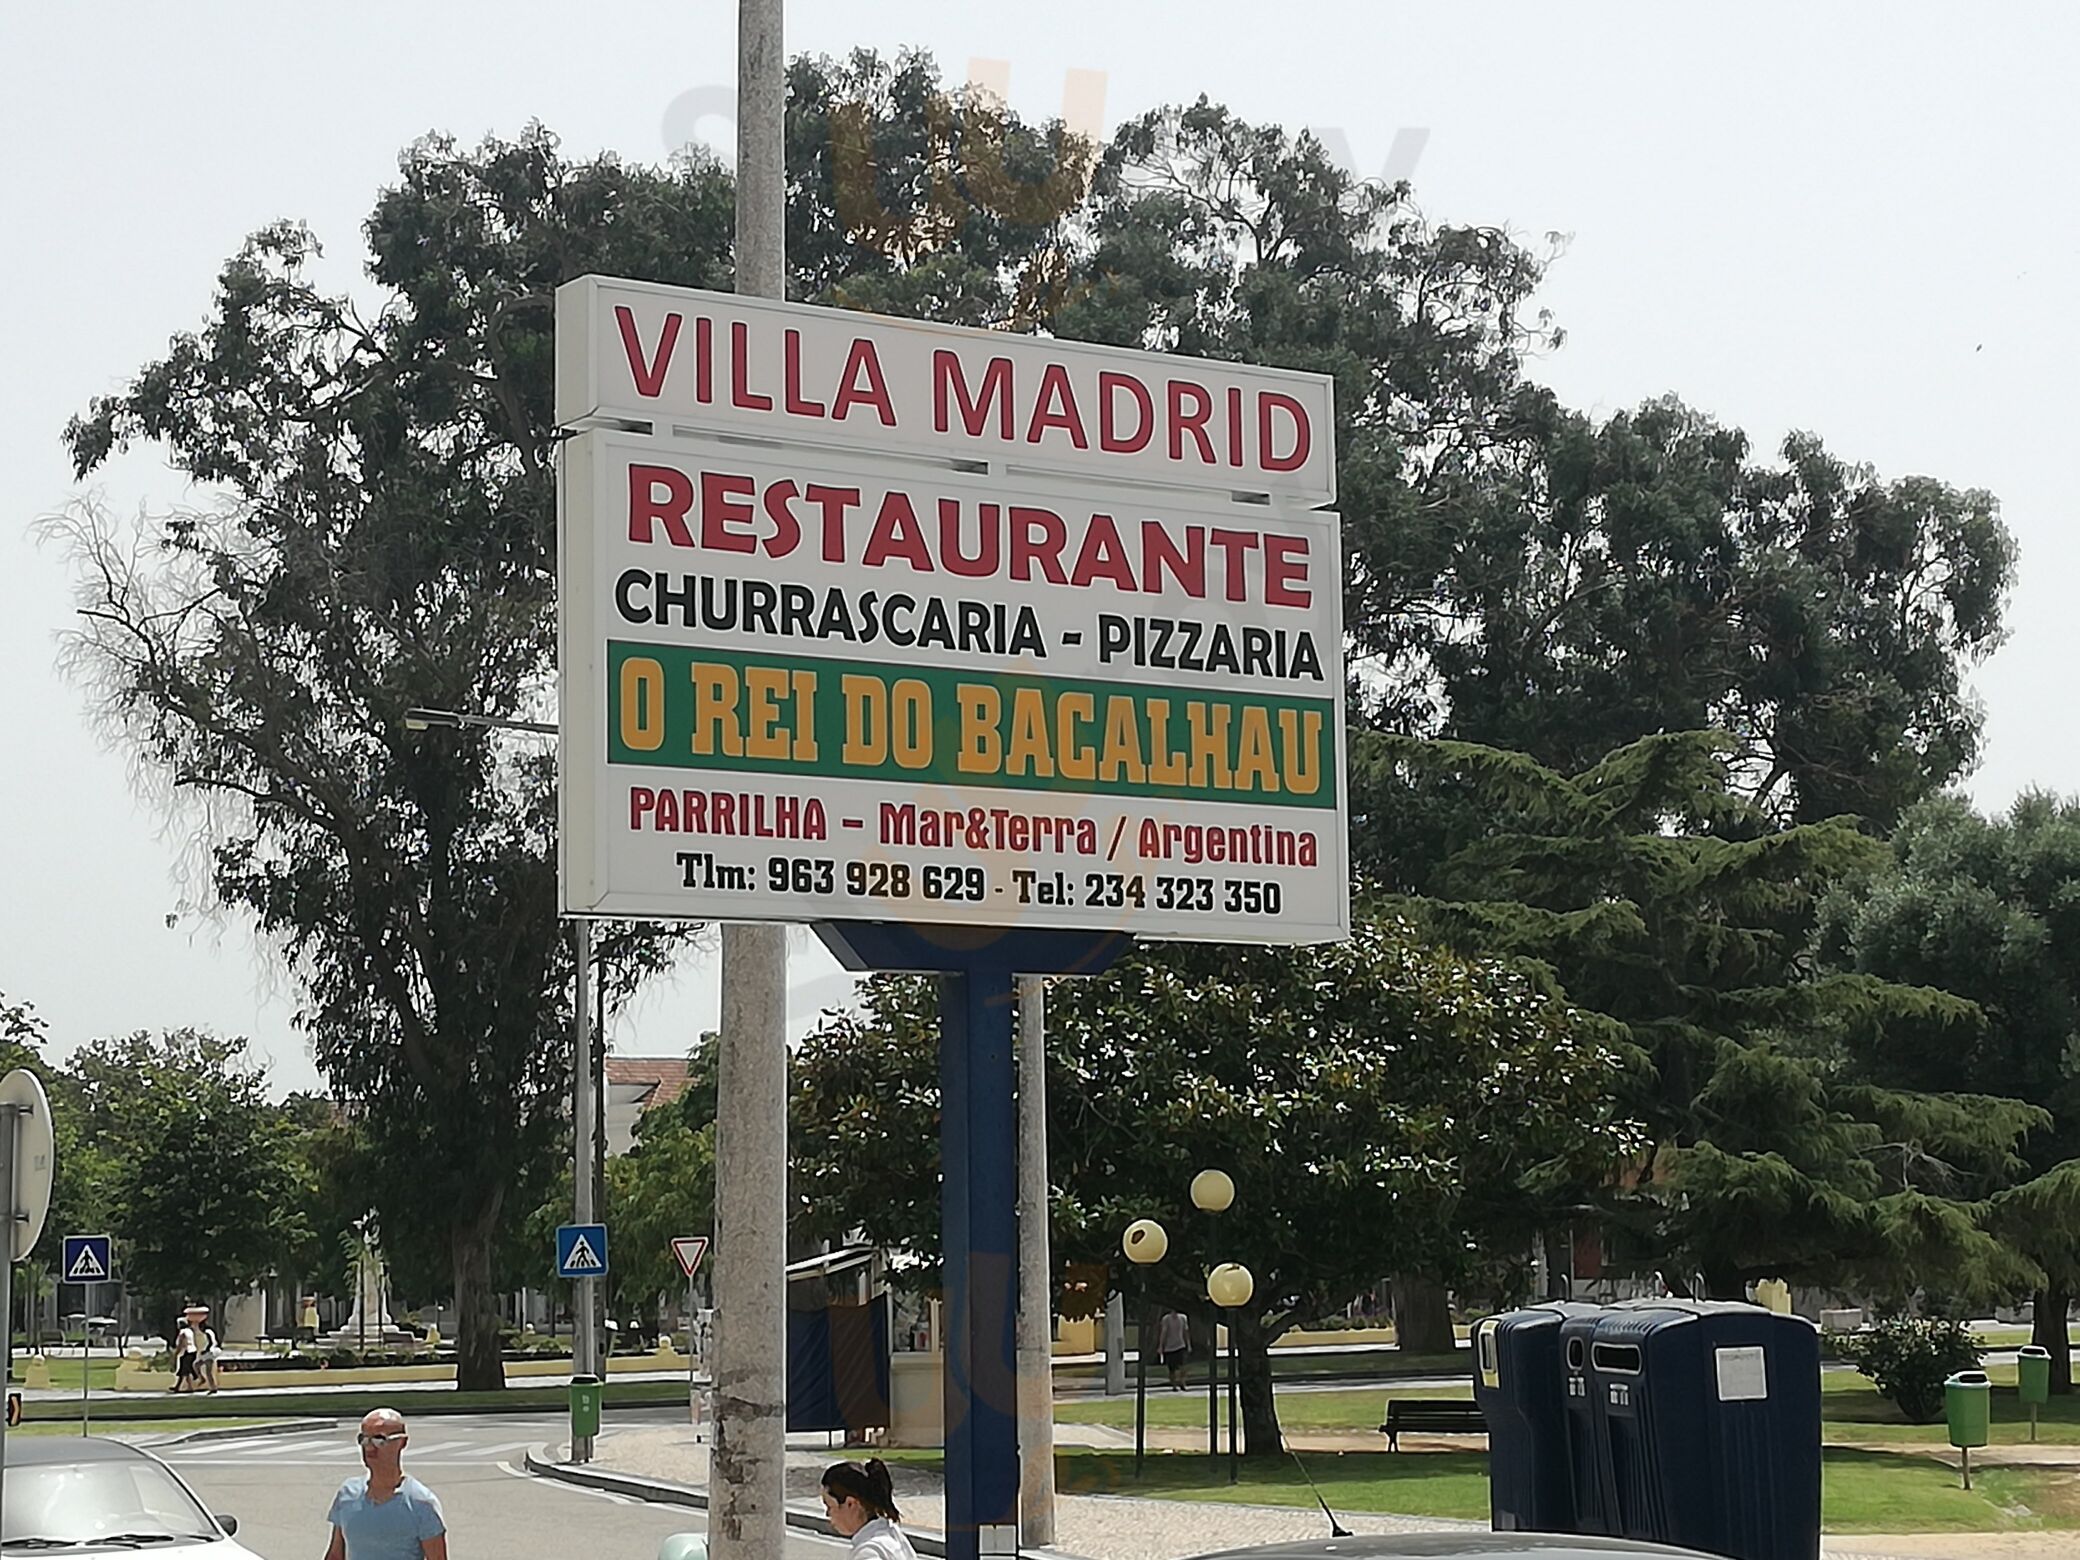 VILLA MADRID
RESTAURANTE
CHURRASCARIA - PIZZARIA
O REI DO BACALHAU
PARRILHA - Mar&Terra / Argentina
Tlm: 963 928 629 - Tel: 234 323 350